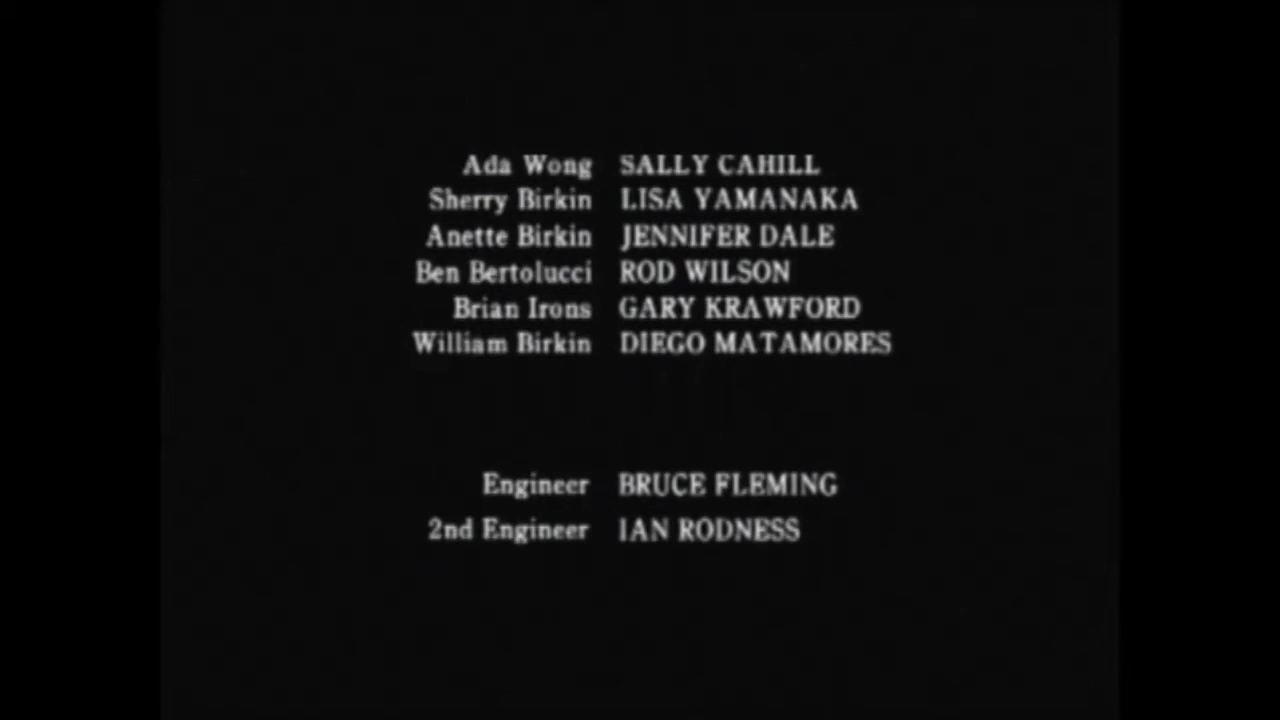 Ada Wong SALLY CAHILL
Sherry Birkin LISA YAMANAKA
Anette Birkin JENNIFER DALE
Ben Bertolucci ROD WILSON
Brian Irons GARY KRAWFORD
William Birkin DIEGO MATAMORES
Engineer BRUCE FLEMING
2nd Engineer IAN RODNESS